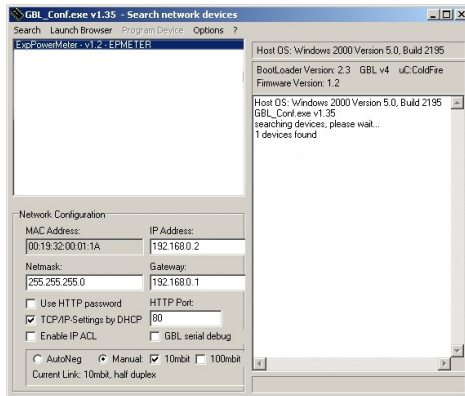 GBL_Conf.exe v1.35 - Search network devices
Search Launch Browser Program Device Options ?
ExpPowerMeter - v1.2 - EPMETER
Host OS: Windows 2000 Version 5.0, Build 2195
BootLoader Version: 2.3 GBL v4 uC:ColdFire
Firmware Version: 1.2
Host OS: Windows 2000 Version 5.0, Build 2195
GBL_Conf.exe v1.35
searching devices, please wait...
1 devices found
Network Configuration
MAC Address: IP Address:
00:19:32:00:01:1A 192.168.0.2
Netmask: Gateway:
255.255.255.0 192.168.0.1
Use HTTP password HTTP Port:
TCP/IP-Settings by DHCP 80
Enable IP ACL GBL serial debug
AutoNeg Manual: 10mbit 100mbit
Current Link: 10mbit, half duplex